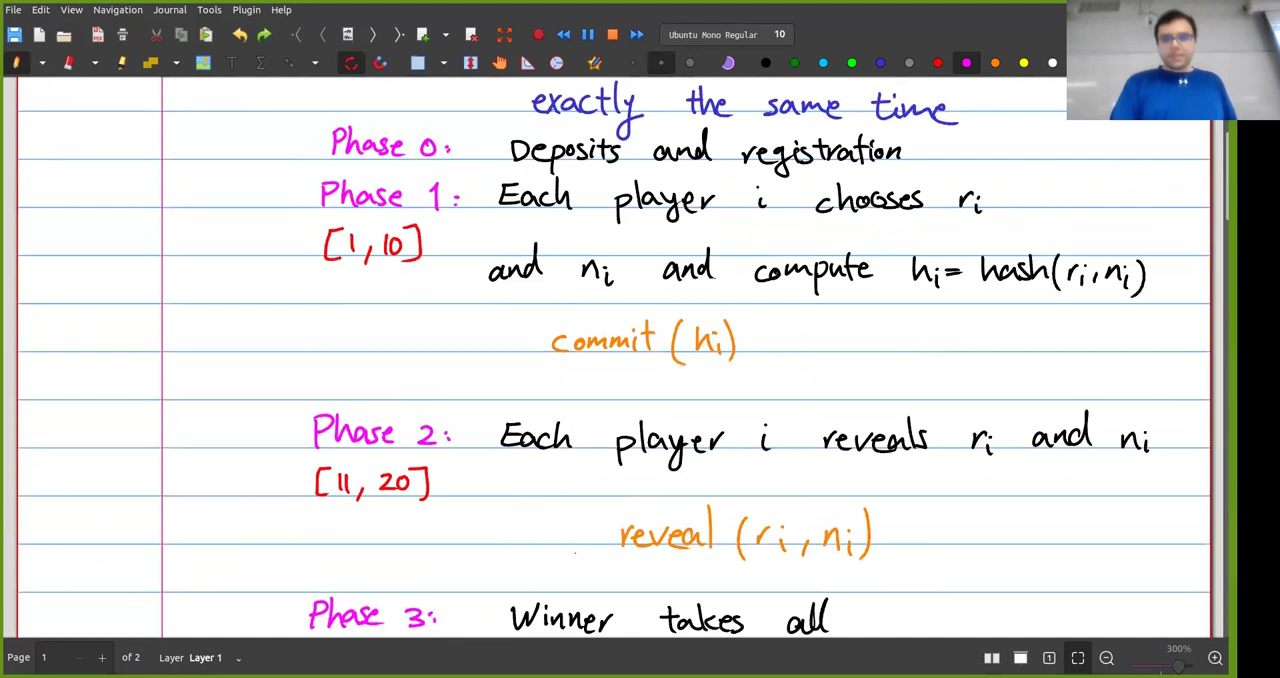 File Edit View Navigation Journal Tools Plugin Help
Ubuntu Mono Regular 10
exactly the same time
Phase 0: Deposits and registration
Phase 1: Each player i chooses ri
[1, 10]
and ni and compute hi = hash(ri, ni)
commit (hi)
Phase 2: Each player i reveals ri and ni
[11, 20]
reveal (ri, ni)
Phase 3: Winner takes all
Page 1 of 2 Layer Layer 1 300%